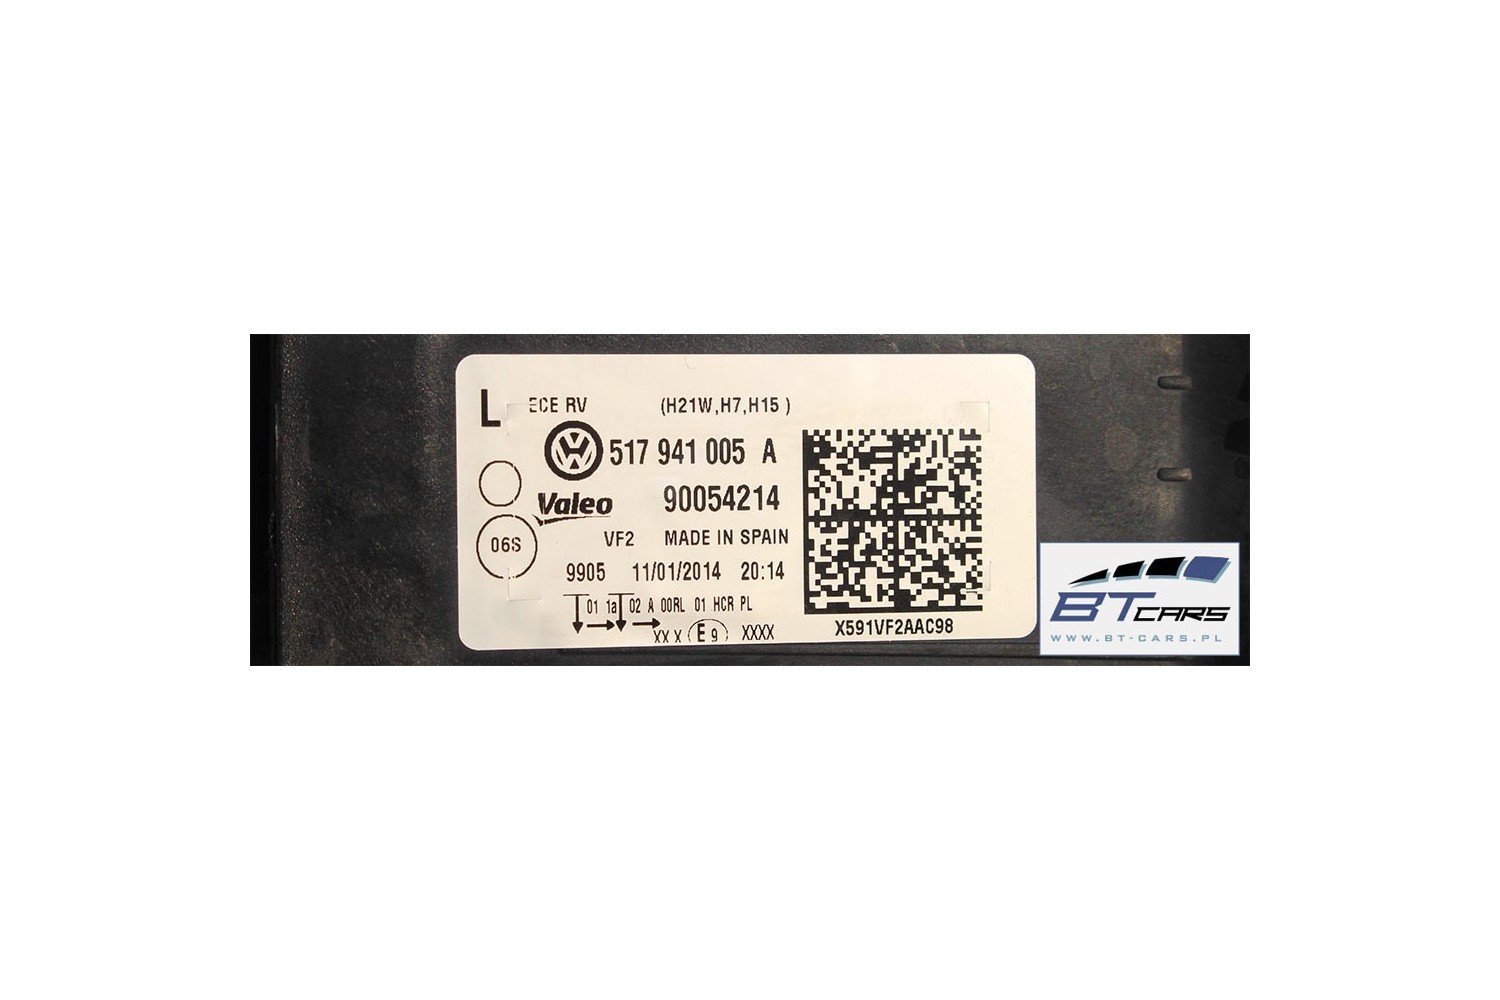 L ECE RV (H21W,H7,H15 )
517 941 005 A
Valeo 90054214
VF2 MADE IN SPAIN
06S
9905 11/01/2014 20:14
01 1a 02 A 00RL 01 HCR PL
XX X E9 XXXX
X591VF2AAC98
BT CARS
WWW.BT-CARS.PL